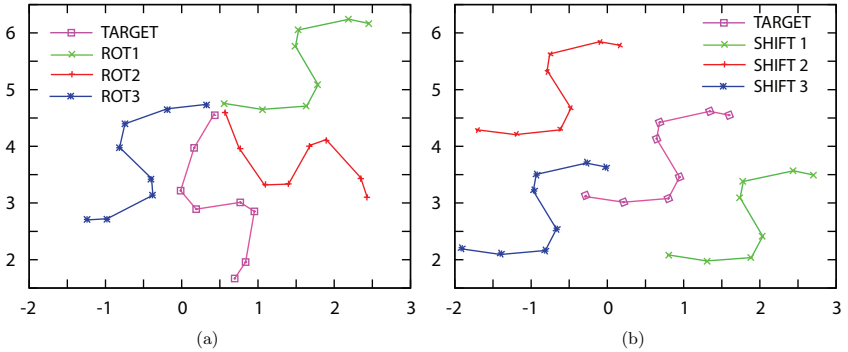 TARGET
ROT1
ROT2
ROT3
6
5
4
3
2
-2 -1 0 1 2 3
(a)
TARGET
SHIFT 1
SHIFT 2
SHIFT 3
6
5
4
3
2
-2 -1 0 1 2 3
(b)